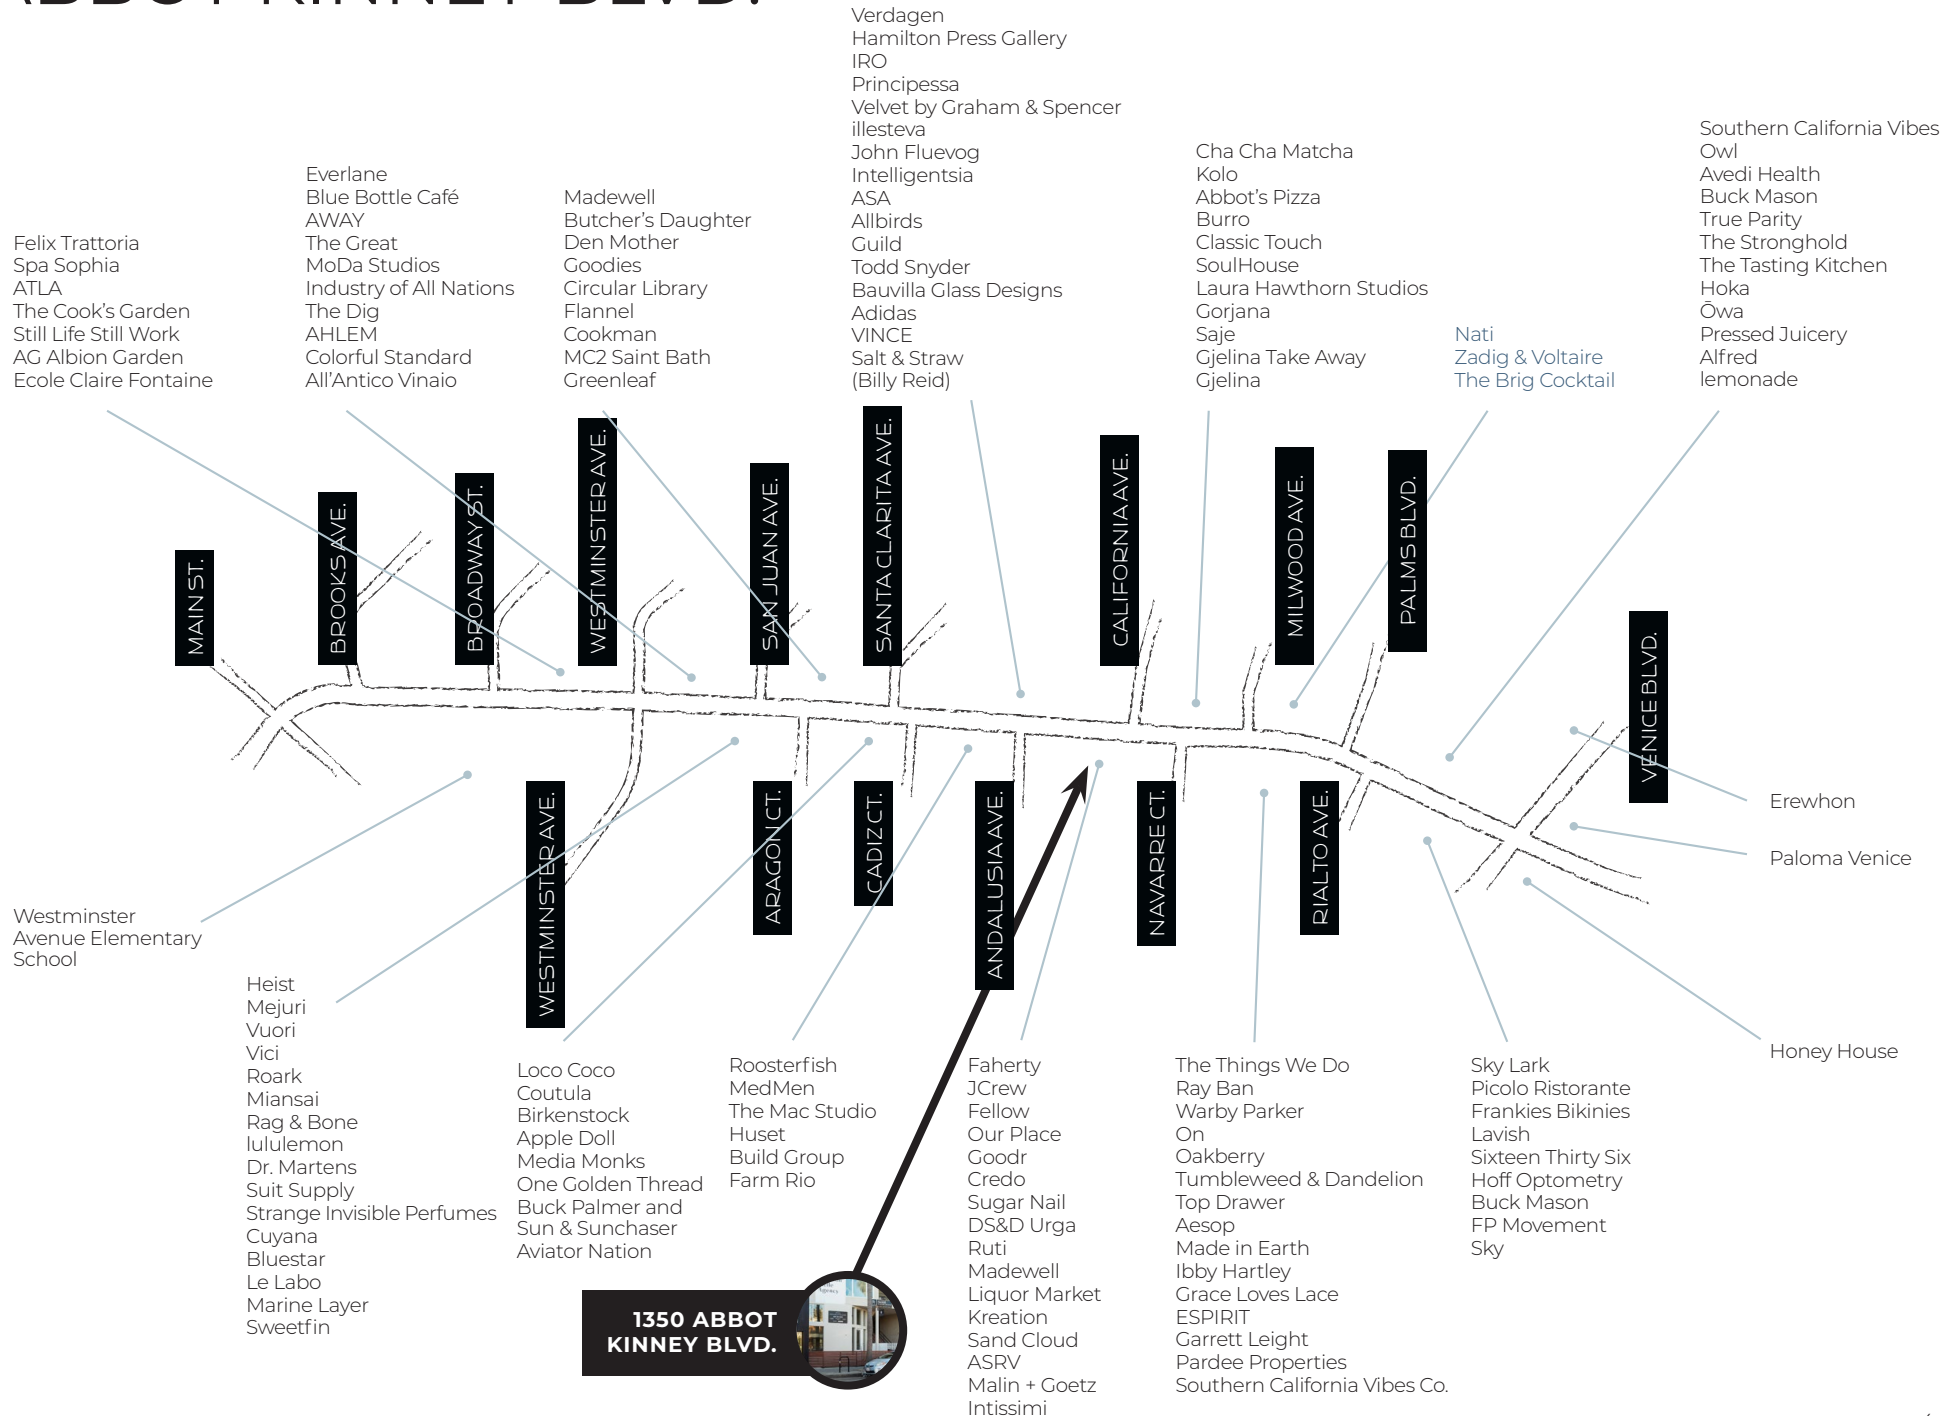 ABBOT KINNEY BLVD.
Verdagen
Hamilton Press Gallery
IRO
Principessa
Velvet by Graham & Spencer
illesteva
John Fluevog
Intelligentsia
ASA
Allbirds
Guild
Todd Snyder
Bauvilla Glass Designs
Adidas
VINCE
Salt & Straw
(Billy Reid)
Felix Trattoria
Spa Sophia
ATLA
The Cook's Garden
Still Life Still Work
AG Albion Garden
Ecole Claire Fontaine
Everlane
Blue Bottle Café
AWAY
The Great
MoDa Studios
Industry of All Nations
The Dig
AHLEM
Colorful Standard
All'Antico Vinaio
Madewell
Butcher's Daughter
Den Mother
Goodies
Circular Library
Flannel
Cookman
MC2 Saint Bath
Greenleaf
Cha Cha Matcha
Kolo
Abbot's Pizza
Burro
Classic Touch
SoulHouse
Laura Hawthorn Studios
Gorjana
Saje
Gjelina Take Away
Gjelina
Nati
Zadig & Voltaire
The Brig Cocktail
Southern California Vibes
Owl
Avedi Health
Buck Mason
True Parity
The Stronghold
The Tasting Kitchen
Hoka
Ōwa
Pressed Juicery
Alfred
lemonade
MAIN ST.
BROOKS AVE.
BROADWAY ST.
WESTMINSTER AVE.
SAN JUAN AVE.
SANTA CLARITA AVE.
CALIFORNIA AVE.
MILWOOD AVE.
PALMS BLVD.
VENICE BLVD.
WESTMINSTER AVE.
ARAGON CT.
CADIZ CT.
ANDALUSIA AVE.
NAVARRE CT.
RIALTO AVE.
Erewhon
Paloma Venice
Honey House
Westminster
Avenue Elementary
School
Heist
Mejuri
Vuori
Vici
Roark
Miansai
Rag & Bone
lululemon
Dr. Martens
Suit Supply
Strange Invisible Perfumes
Cuyana
Bluestar
Le Labo
Marine Layer
Sweetfin
Loco Coco
Coutula
Birkenstock
Apple Doll
Media Monks
One Golden Thread
Buck Palmer and
Sun & Sunchaser
Aviator Nation
Roosterfish
MedMen
The Mac Studio
Huset
Build Group
Farm Rio
Faherty
JCrew
Fellow
Our Place
Goodr
Credo
Sugar Nail
DS&D Urga
Ruti
Madewell
Liquor Market
Kreation
Sand Cloud
ASRV
Malin + Goetz
Intissimi
The Things We Do
Ray Ban
Warby Parker
On
Oakberry
Tumbleweed & Dandelion
Top Drawer
Aesop
Made in Earth
Ibby Hartley
Grace Loves Lace
ESPIRIT
Garrett Leight
Pardee Properties
Southern California Vibes Co.
Sky Lark
Picolo Ristorante
Frankies Bikinies
Lavish
Sixteen Thirty Six
Hoff Optometry
Buck Mason
FP Movement
Sky
1350 ABBOT
KINNEY BLVD.